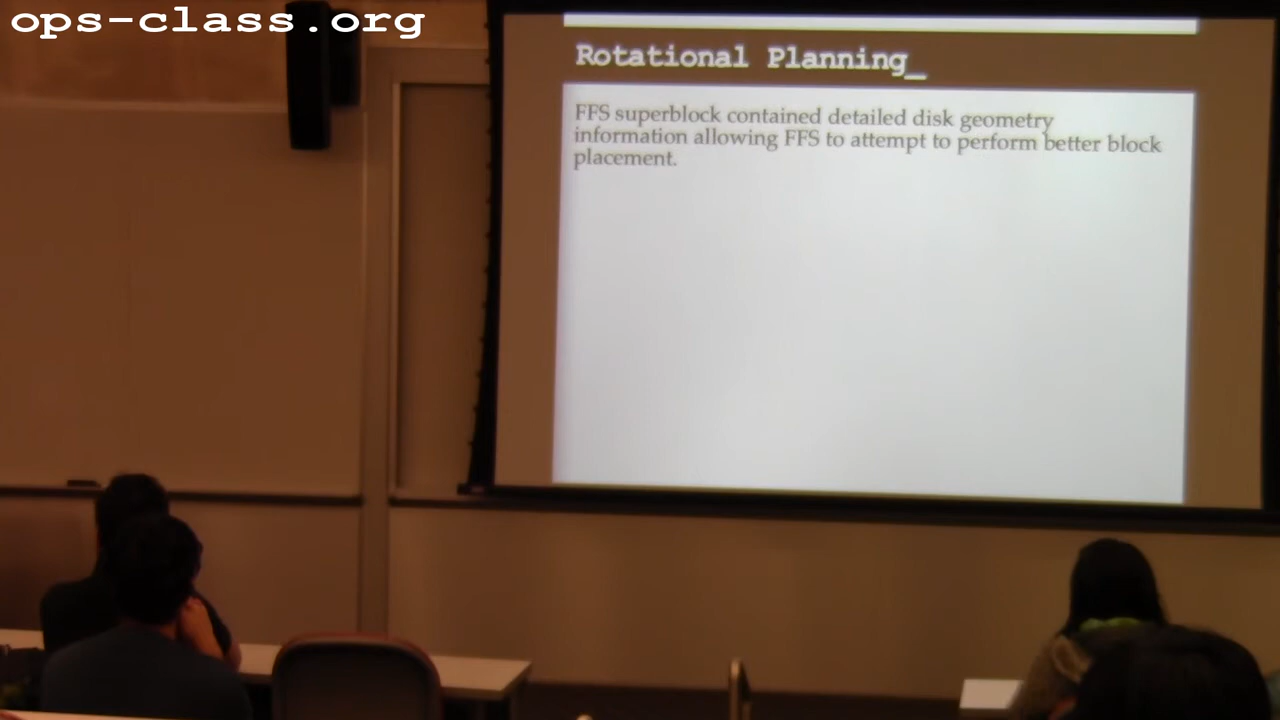 ops-class.org
Rotational Planning_
FFS superblock contained detailed disk geometry
information allowing FFS to attempt to perform better block
placement.